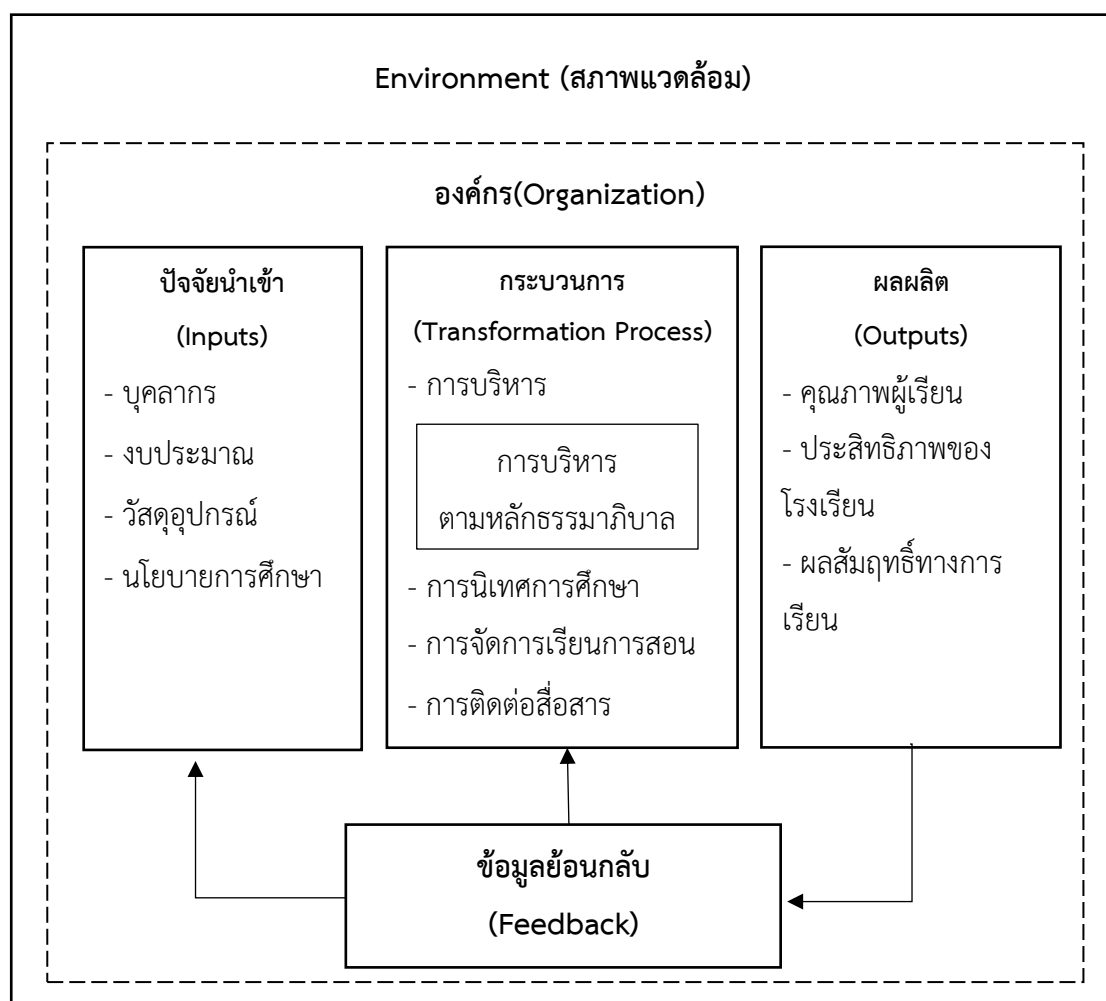 Environment (สภาพแวดล้อม)
องค์กร(Organization)
ปัจจัยนำเข้า
(Inputs)
- บุคลากร
- งบประมาณ
- วัสดุอุปกรณ์
- นโยบายการศึกษา
กระบวนการ
(Transformation Process)
- การบริหาร
การบริหาร
ตามหลักธรรมาภิบาล
- การนิเทศการศึกษา
- การจัดการเรียนการสอน
- การติดต่อสื่อสาร
ผลผลิต
(Outputs)
- คุณภาพผู้เรียน
- ประสิทธิภาพของ
โรงเรียน
- ผลสัมฤทธิ์ทางการ
เรียน
ข้อมูลย้อนกลับ
(Feedback)